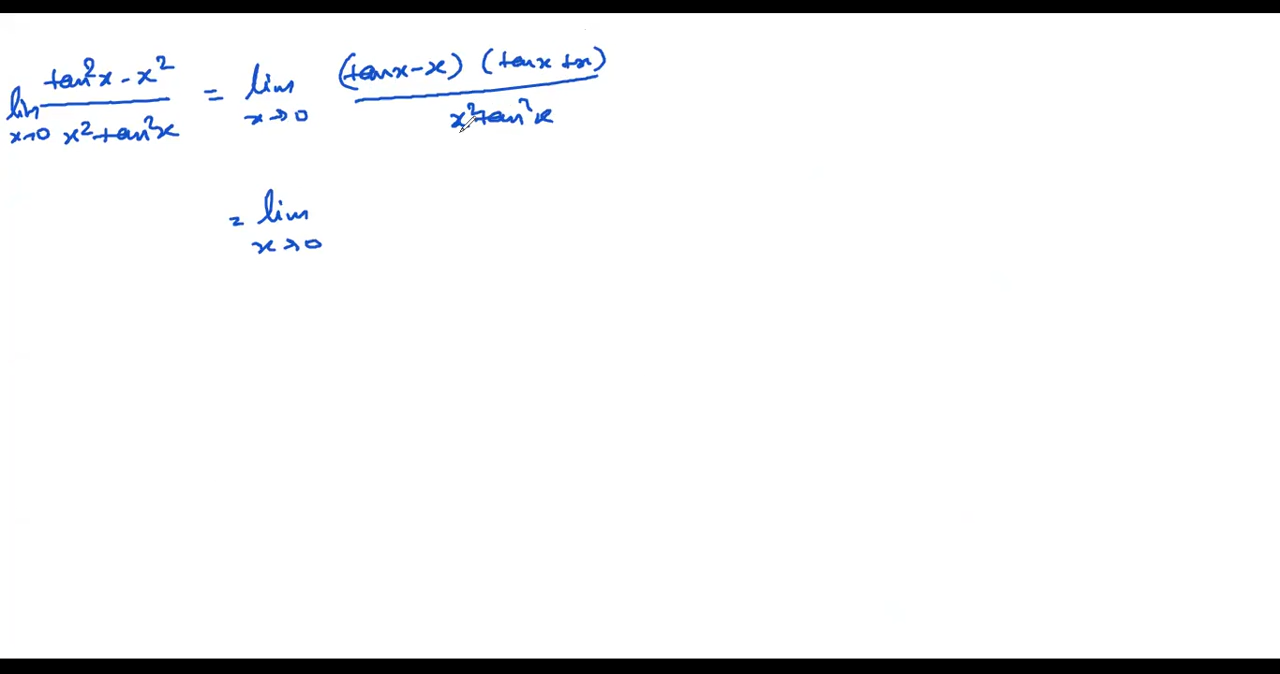 lim x→0 (tan²x - x²)/(x² tan²x) = lim x→0 ((tanx - x) (tanx + x))/(x² tan²x)
= lim x→0